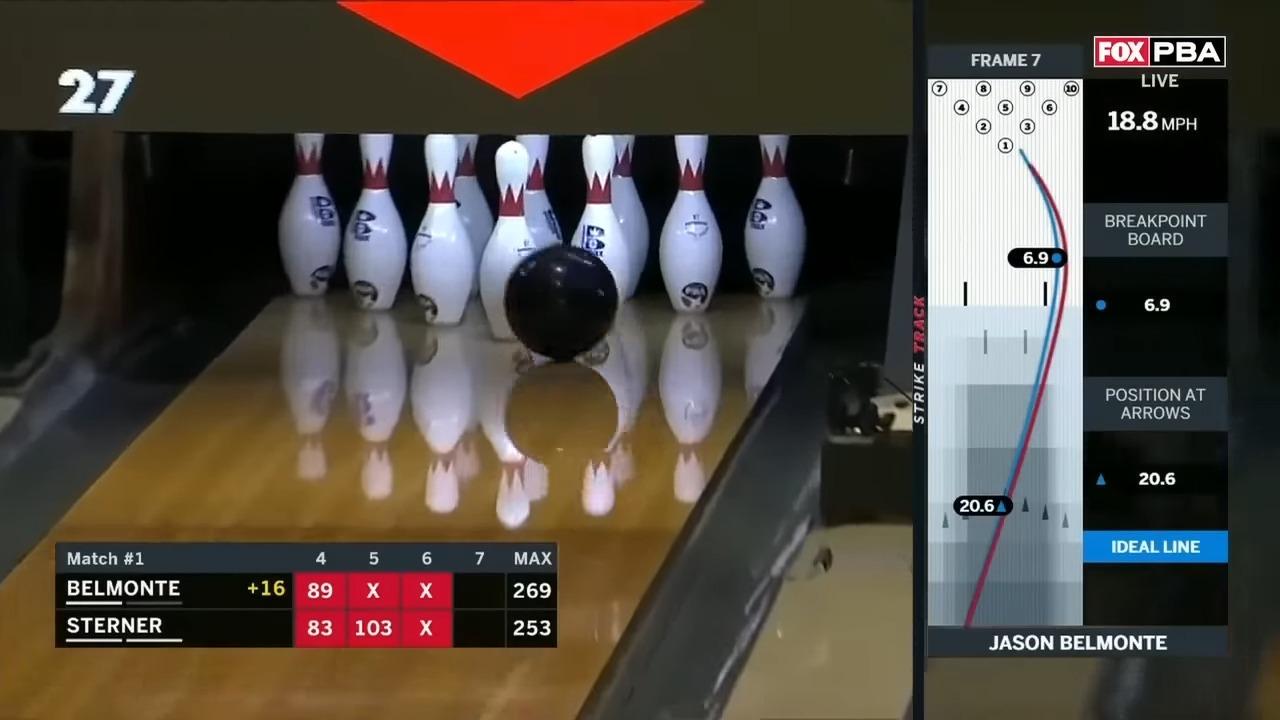 27
FRAME 7
FOX PBA
LIVE
18.8 MPH
7 8 9 10
4 5 6
2 3
1
BREAKPOINT
BOARD
6.9
6.9
STRIKE TRACK
POSITION AT
ARROWS
20.6
20.6
IDEAL LINE
JASON BELMONTE
Match #1 4 5 6 7 MAX
BELMONTE +16 89 X X 269
STERNER 83 103 X 253